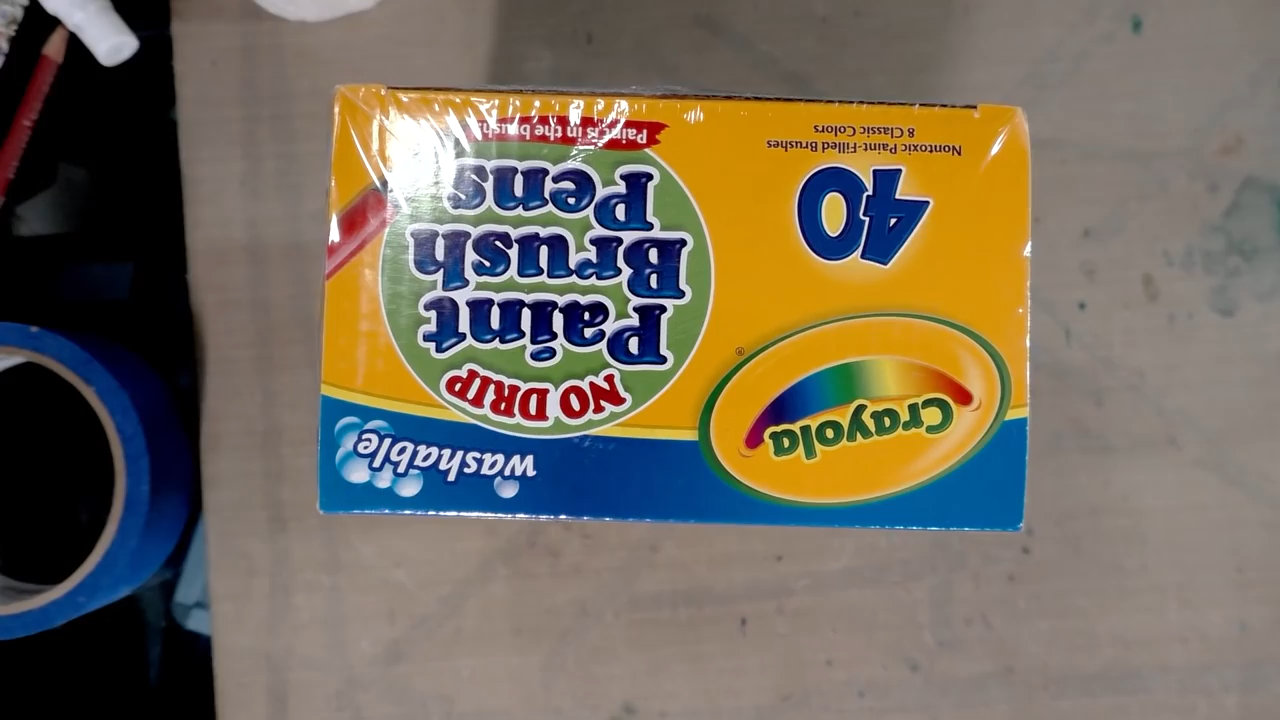 Crayola
®
40
Nontoxic Paint-Filled Brushes
8 Classic Colors
washable
NO DRIP
Paint
Brush
Pens
Paint is in the brush!